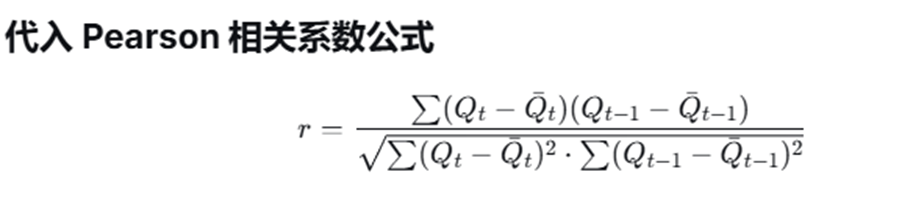 代入 Pearson 相关系数公式
r = \frac{\sum (Q_t - \bar{Q}_t)(Q_{t-1} - \bar{Q}_{t-1})}{\sqrt{\sum (Q_t - \bar{Q}_t)^2 \cdot \sum (Q_{t-1} - \bar{Q}_{t-1})^2}}